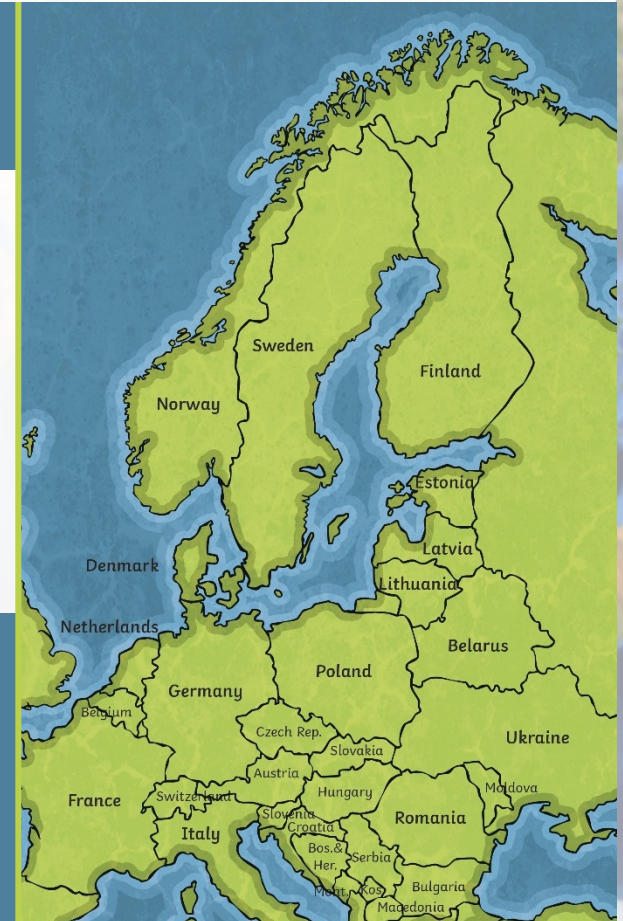 Sweden
Finland
Norway
Estonia
Latvia
Denmark
Lithuania
Netherlands
Belarus
Poland
Germany
Belgium
Czech Rep.
Ukraine
Slovakia
Austria
Moldova
Hungary
Switzerland
France
Slovenia
Romania
Croatia
Italy
Bos.&
Her.
Serbia
Bulgaria
Mont.
Kos.
Macedonia